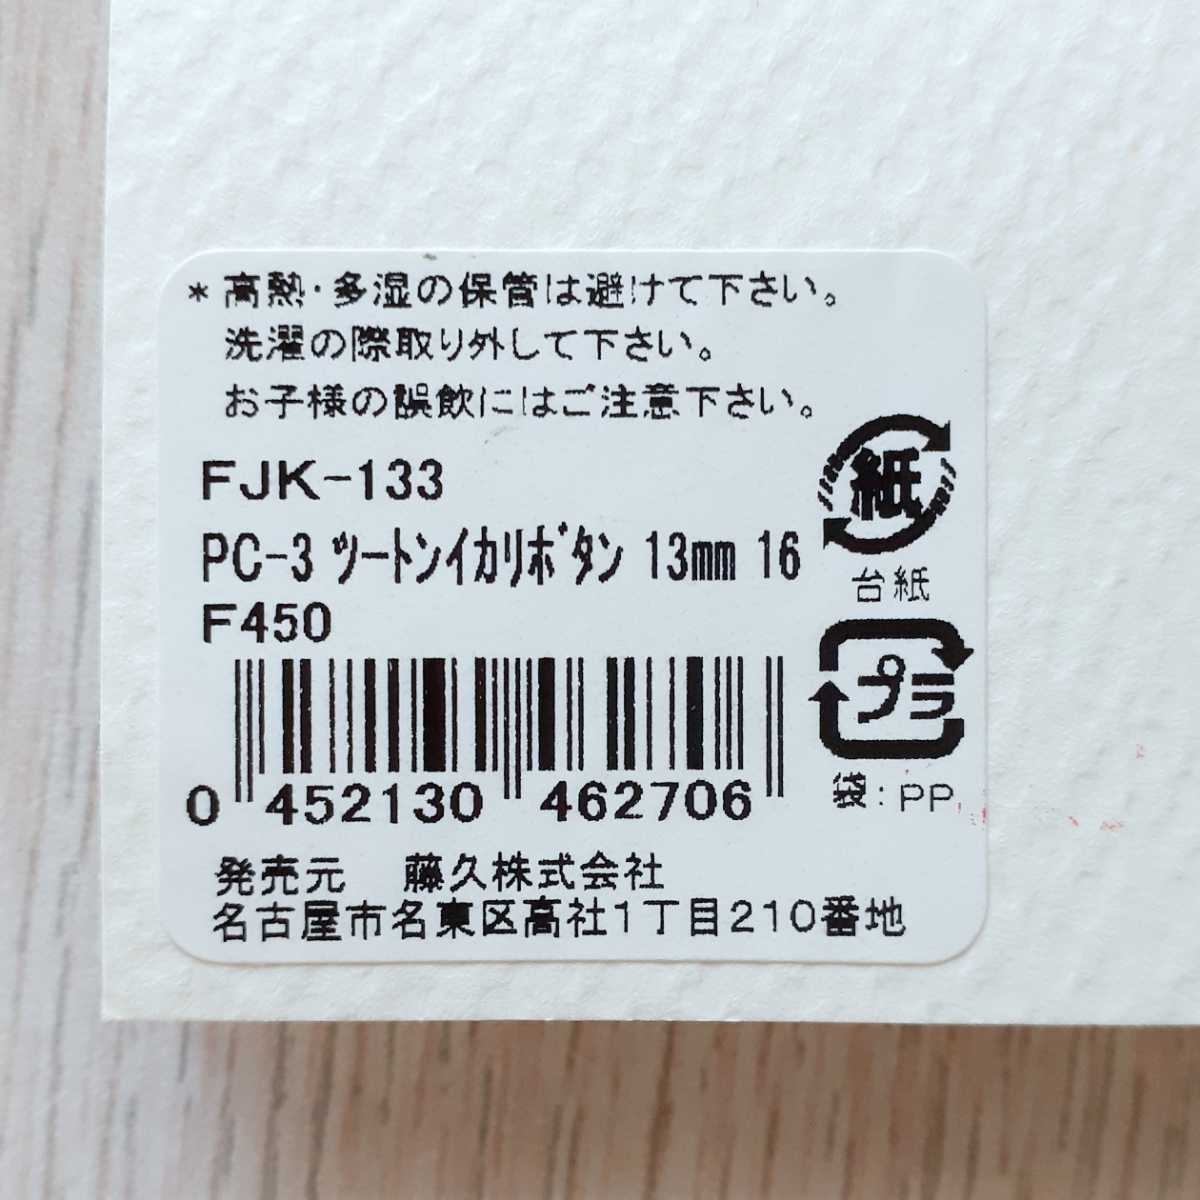 *高熱・多湿の保管は避けて下さい。
洗濯の際取り外して下さい。
お子様の誤飲にはご注意下さい。
FJK-133
PC-3 ﾂｰﾄﾝｲｶﾘﾎﾞﾀﾝ 13mm 16
F450
0 452130 462706
紙
台紙
プラ
袋:PP
発売元 藤久株式会社
名古屋市名東区高社1丁目210番地